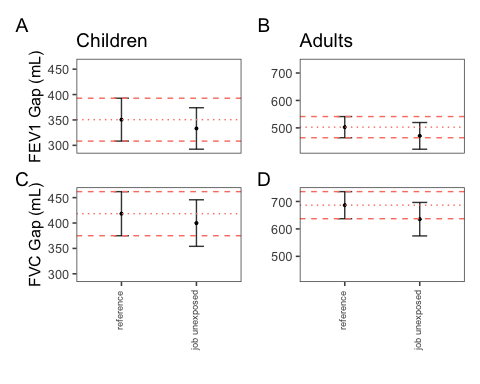 A
B
Children
Adults
FEV1 Gap (mL)
450
400
350
300
700
600
500
C
D
FVC Gap (mL)
450
400
350
300
700
600
500
reference
job unexposed
reference
job unexposed